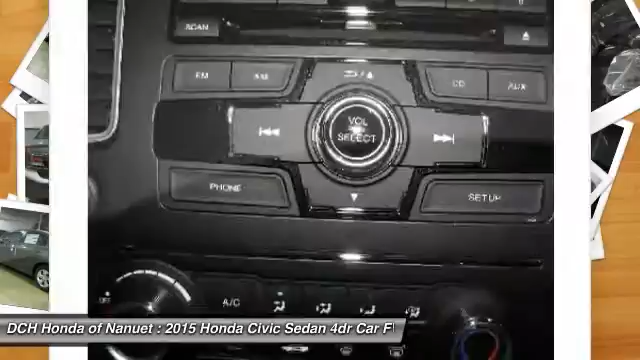 SCAN
FM AM CD AUX
VOL
SELECT
PHONE SETUP
OFF A/C
DCH Honda of Nanuet : 2015 Honda Civic Sedan 4dr Car F